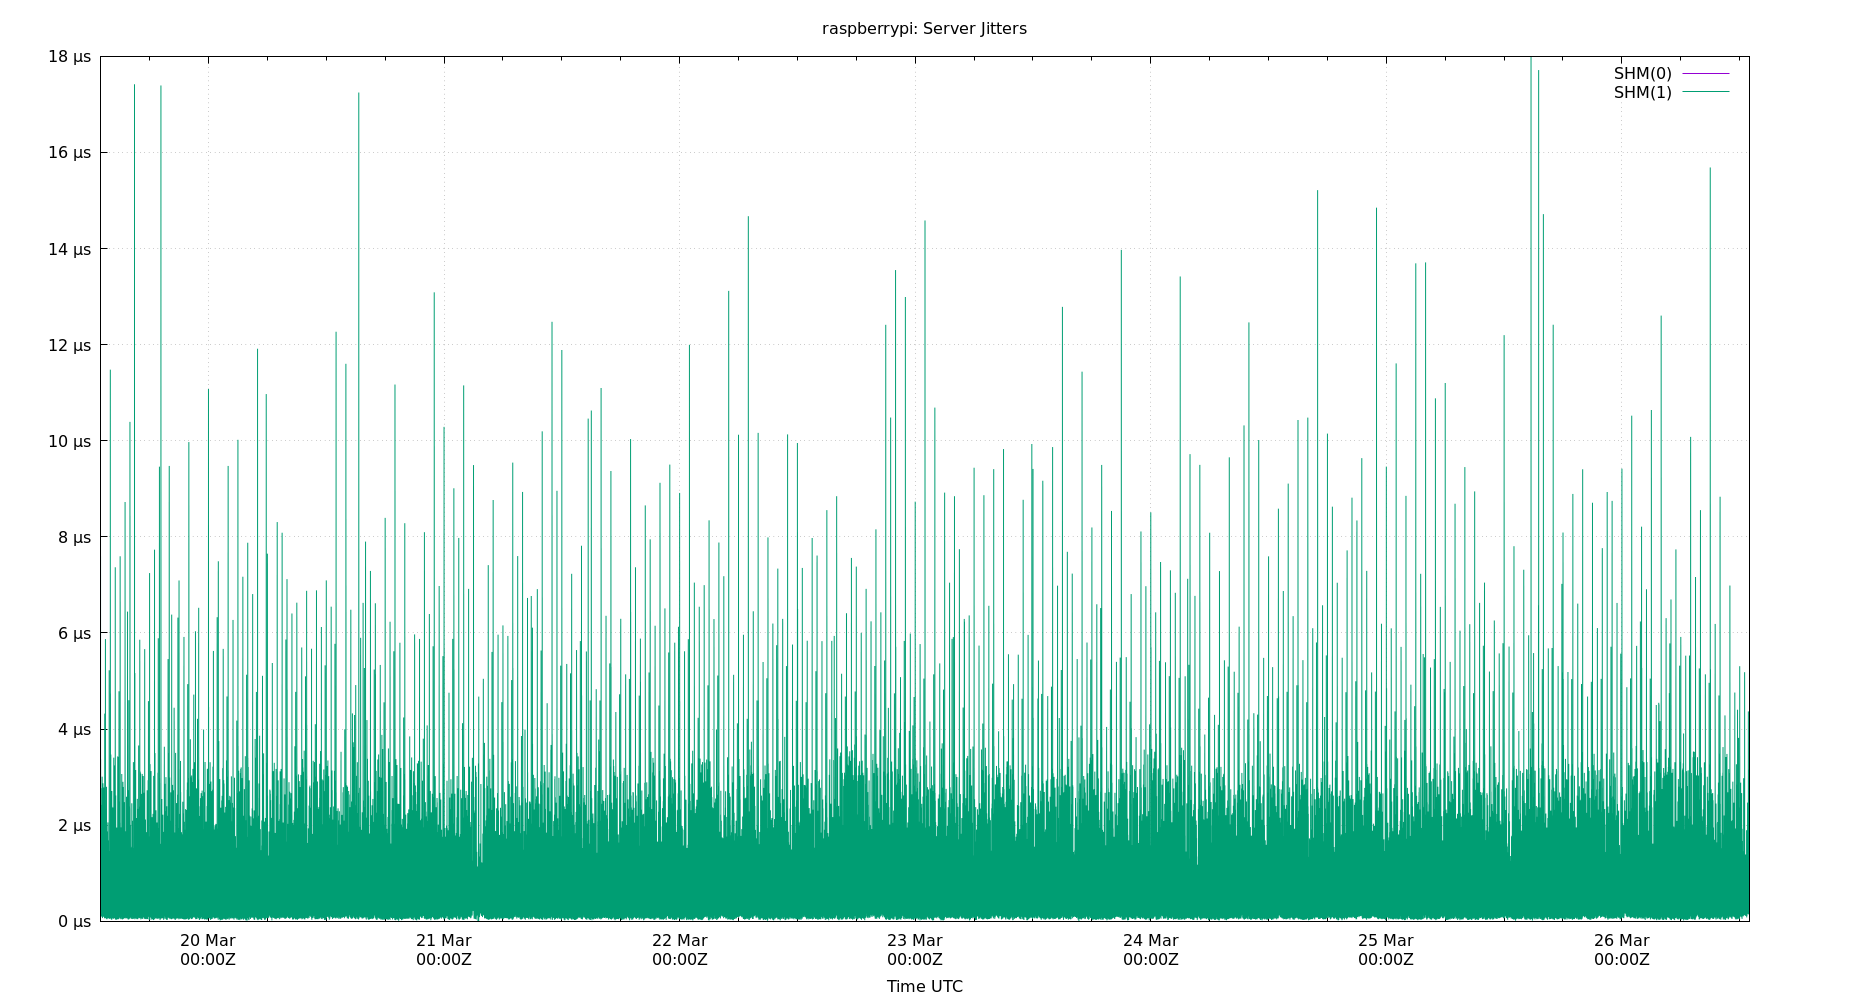 raspberrypi: Server Jitters
SHM(0)
SHM(1)
18 µs
16 µs
14 µs
12 µs
10 µs
8 µs
6 µs
4 µs
2 µs
0 µs
20 Mar 21 Mar 22 Mar 23 Mar 24 Mar 25 Mar 26 Mar
00:00Z 00:00Z 00:00Z 00:00Z 00:00Z 00:00Z 00:00Z
Time UTC